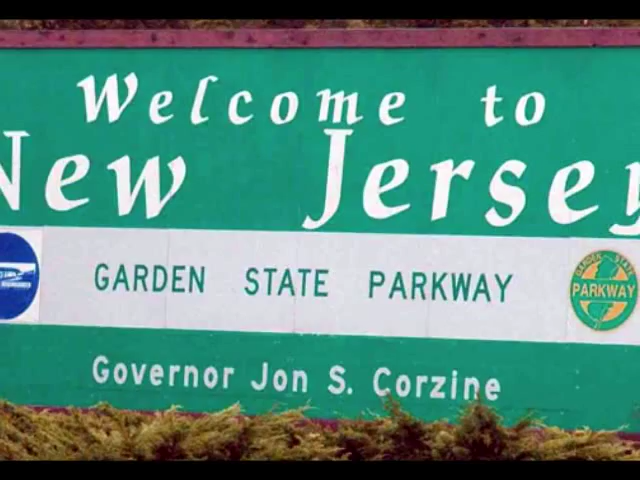 Welcome to
New Jersey
GARDEN STATE PARKWAY
GARDEN STATE
PARKWAY
Governor Jon S. Corzine